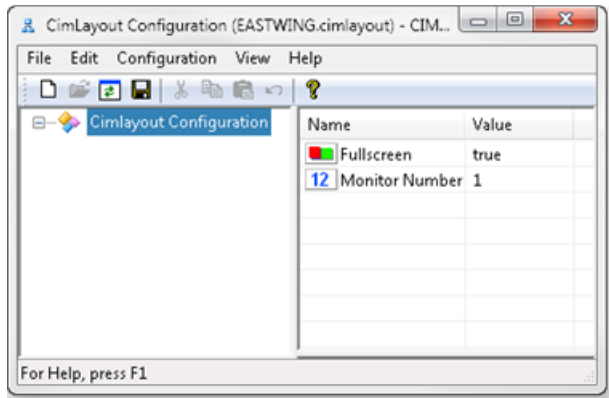 CimLayout Configuration (EASTWING.cimlayout) - CIM...
File Edit Configuration View Help
Cimlayout Configuration
Name Value
Fullscreen true
12 Monitor Number 1
For Help, press F1